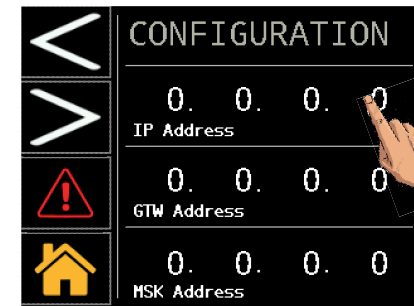 CONFIGURATION
0. 0. 0. 0
IP Address
0. 0. 0. 0
GTW Address
0. 0. 0. 0
MSK Address